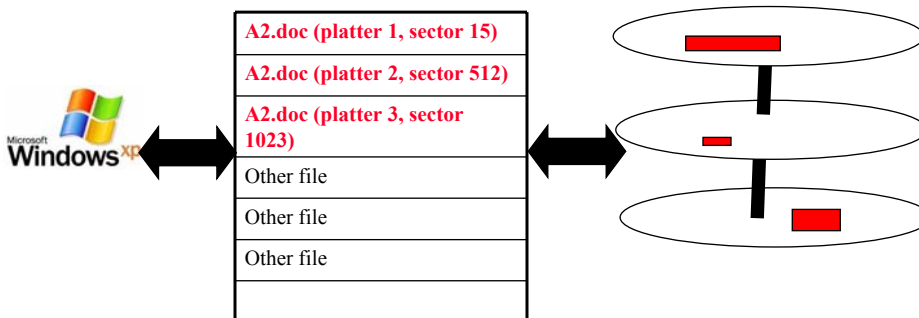 A2.doc (platter 1, sector 15)
A2.doc (platter 2, sector 512)
A2.doc (platter 3, sector
1023)
Microsoft
Windows xp
Other file
Other file
Other file